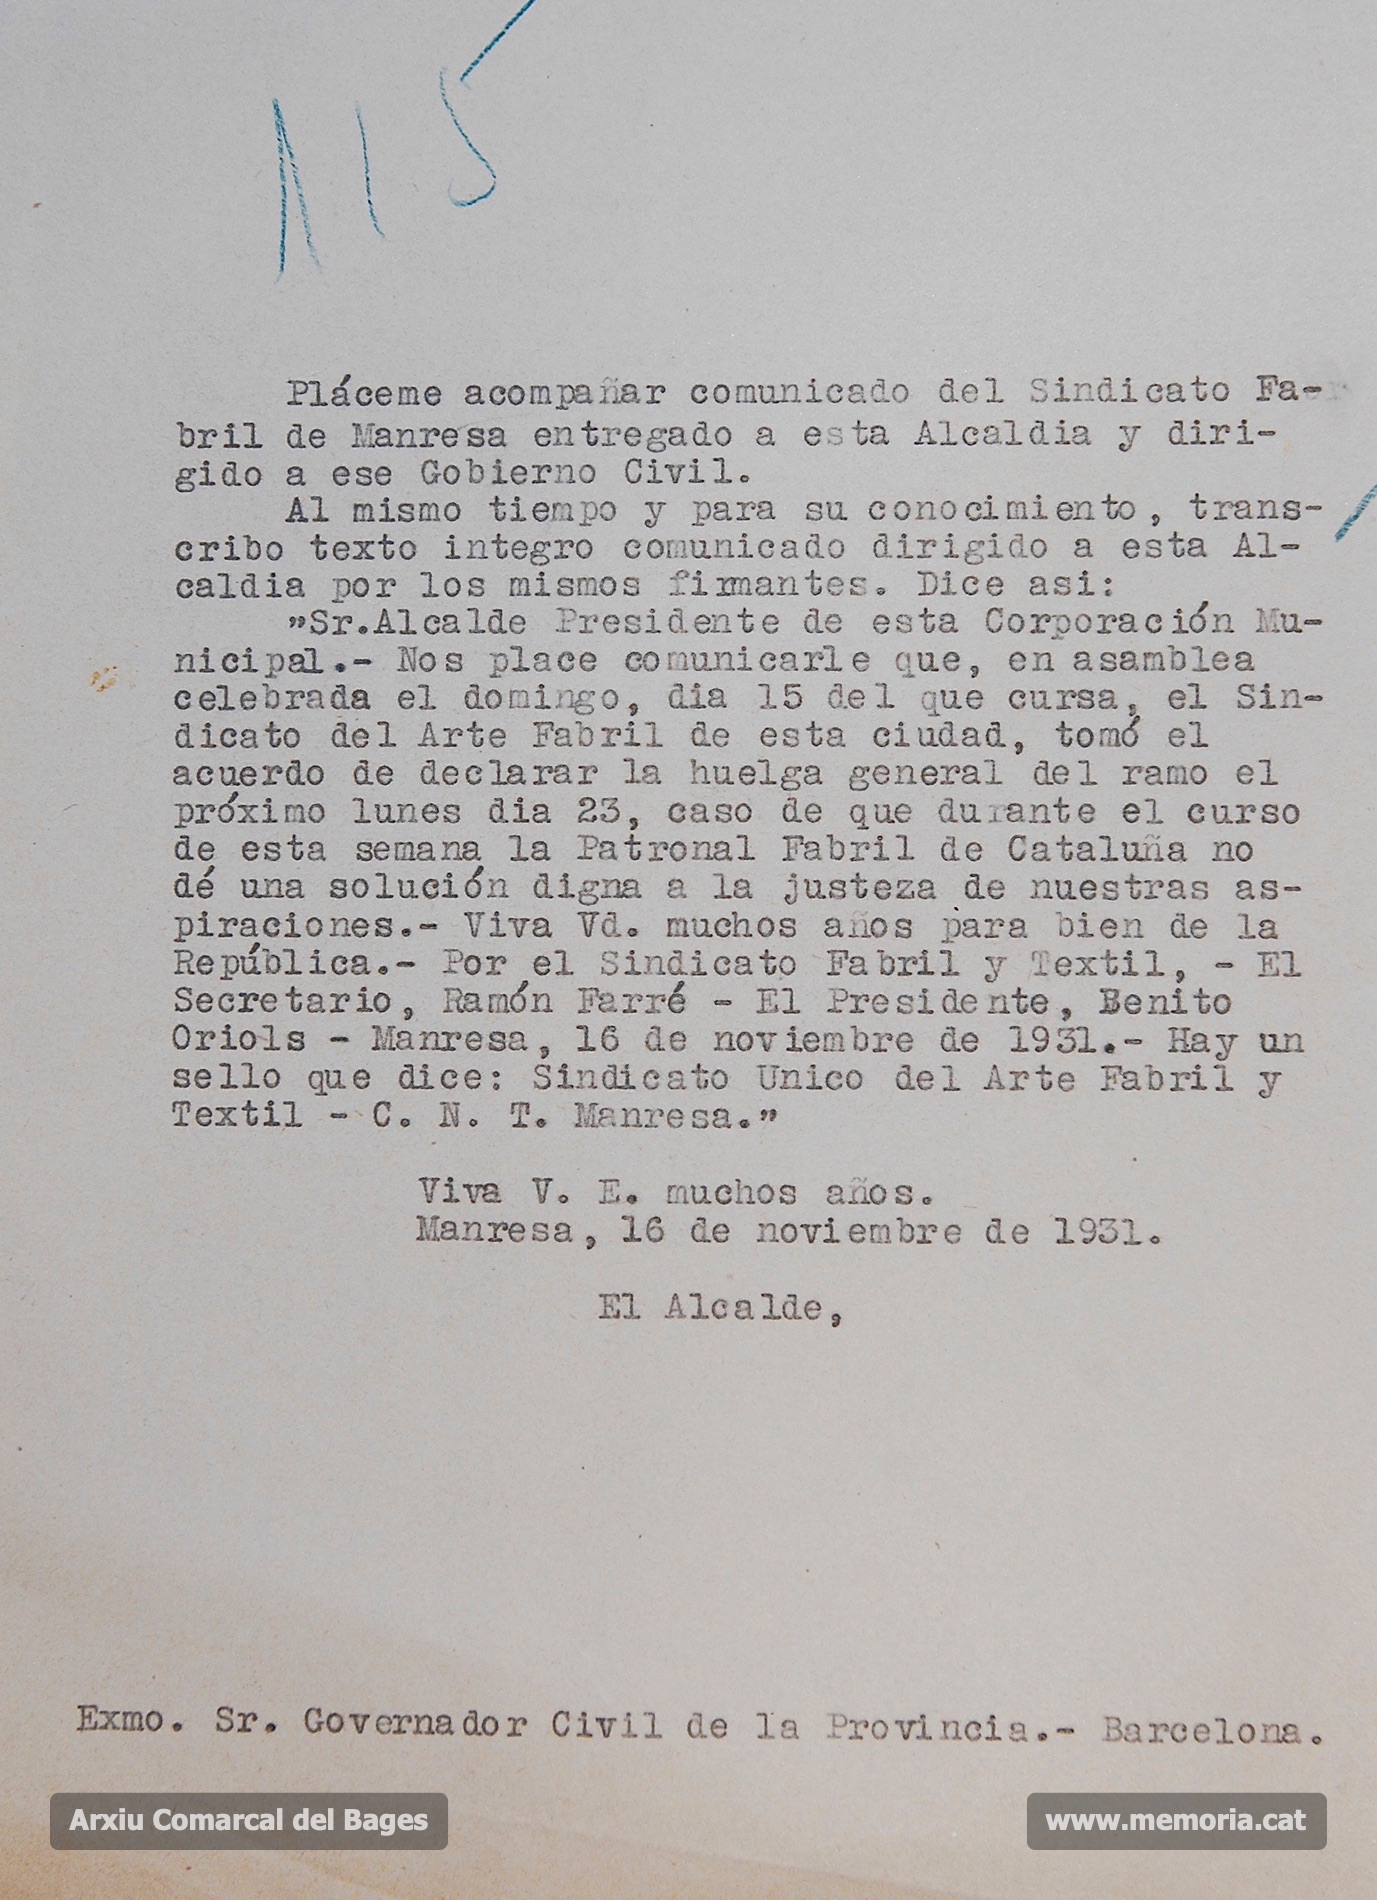 115
Pláceme acompañar comunicado del Sindicato Fa-
bril de Manresa entregado a esta Alcaldia y diri-
gido a ese Gobierno Civil.
Al mismo tiempo y para su conocimiento, trans-
cribo texto integro comunicado dirigido a esta Al-
caldia por los mismos firmantes. Dice asi:
"Sr.Alcalde Presidente de esta Corporación Mu-
nicipal.- Nos place comunicarle que, en asamblea
celebrada el domingo, dia 15 del que cursa, el Sin-
dicato del Arte Fabril de esta ciudad, tomó el
acuerdo de declarar la huelga general del ramo el
próximo lunes dia 23, caso de que durante el curso
de esta semana la Patronal Fabril de Cataluña no
dé una solución digna a la justeza de nuestras as-
piraciones.- Viva Vd. muchos años para bien de la
República.- Por el Sindicato Fabril y Textil, - El
Secretario, Ramón Farré - El Presidente, Benito
Oriols - Manresa, 16 de noviembre de 1931.- Hay un
sello que dice: Sindicato Unico del Arte Fabril y
Textil - C. N. T. Manresa."
Viva V. E. muchos años.
Manresa, 16 de noviembre de 1931.
El Alcalde,
Exmo. Sr. Governador Civil de la Provincia.- Barcelona.
Arxiu Comarcal del Bages
www.memoria.cat